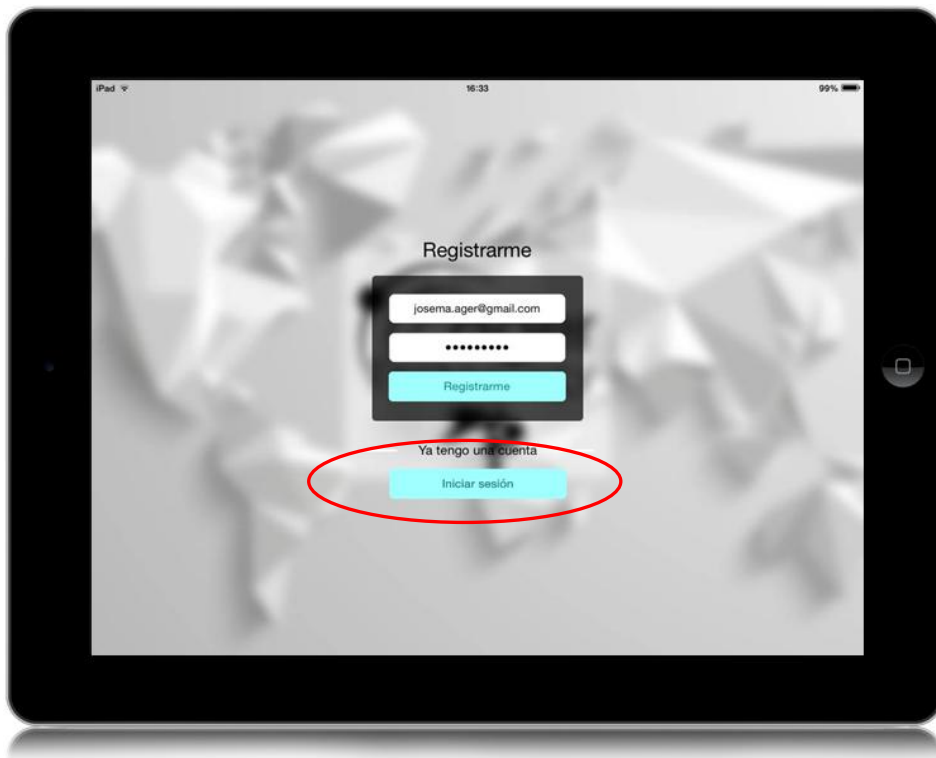 iPad 16:33 99%
Registrarme
josema.ager@gmail.com
•••••••••
Registrarme
Ya tengo una cuenta
Iniciar sesión